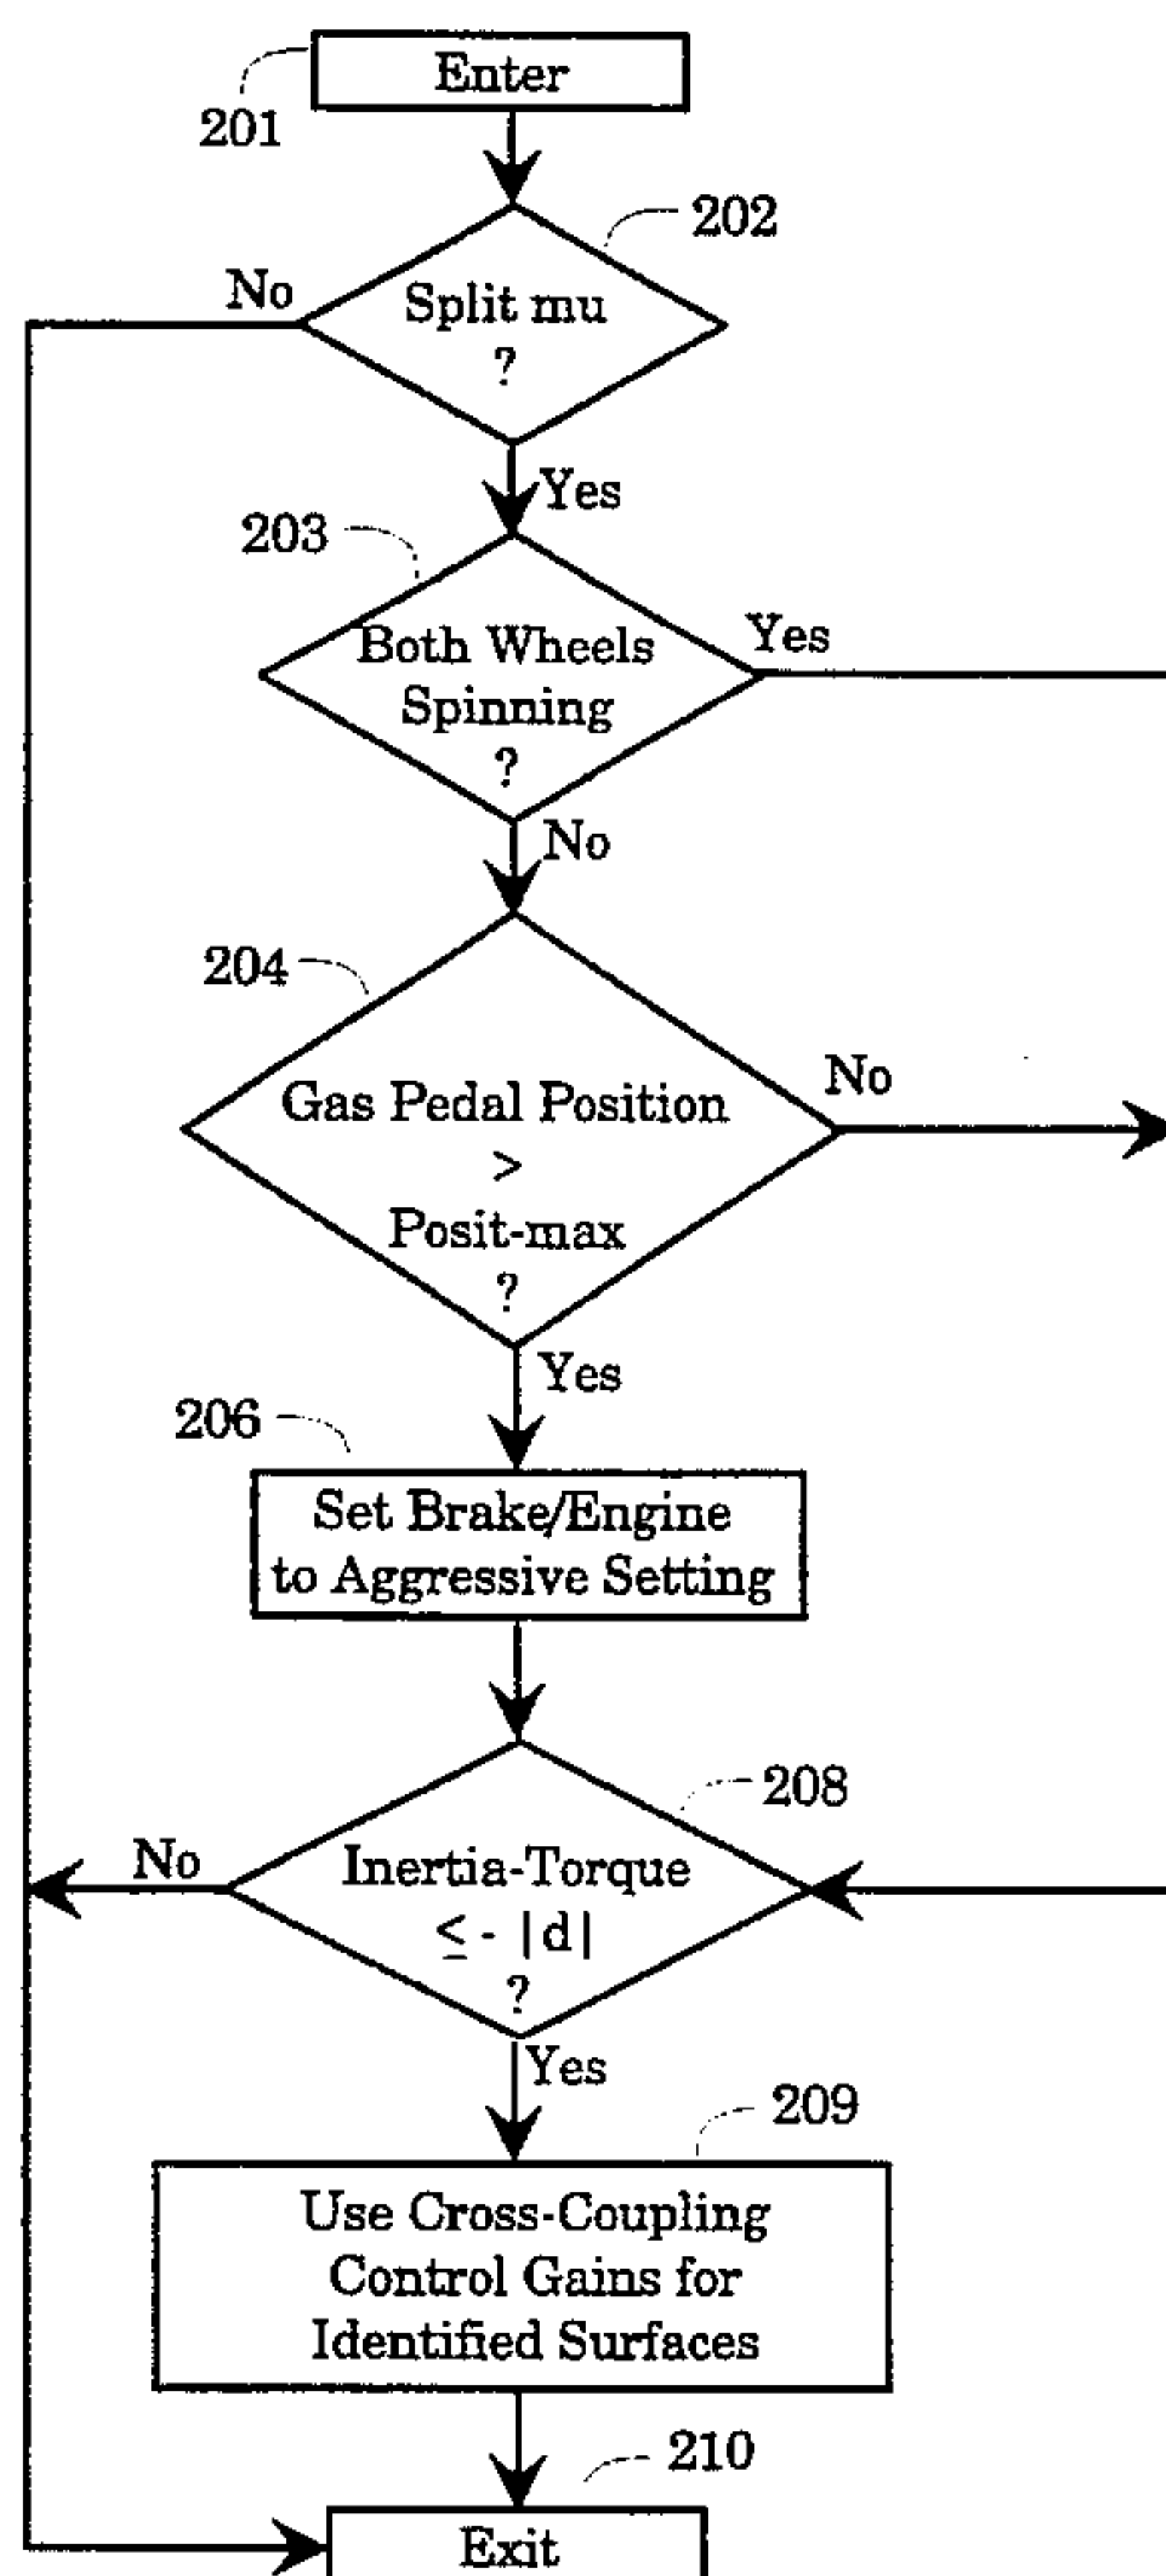 Enter
201
202
No
Split mu
?
Yes
203
Yes
Both Wheels
Spinning
?
No
204
No
Gas Pedal Position
>
Posit-max
?
Yes
206
Set Brake/Engine
to Aggressive Setting
208
No
Inertia-Torque
≤ - |d|
?
Yes
209
Use Cross-Coupling
Control Gains for
Identified Surfaces
210
Exit